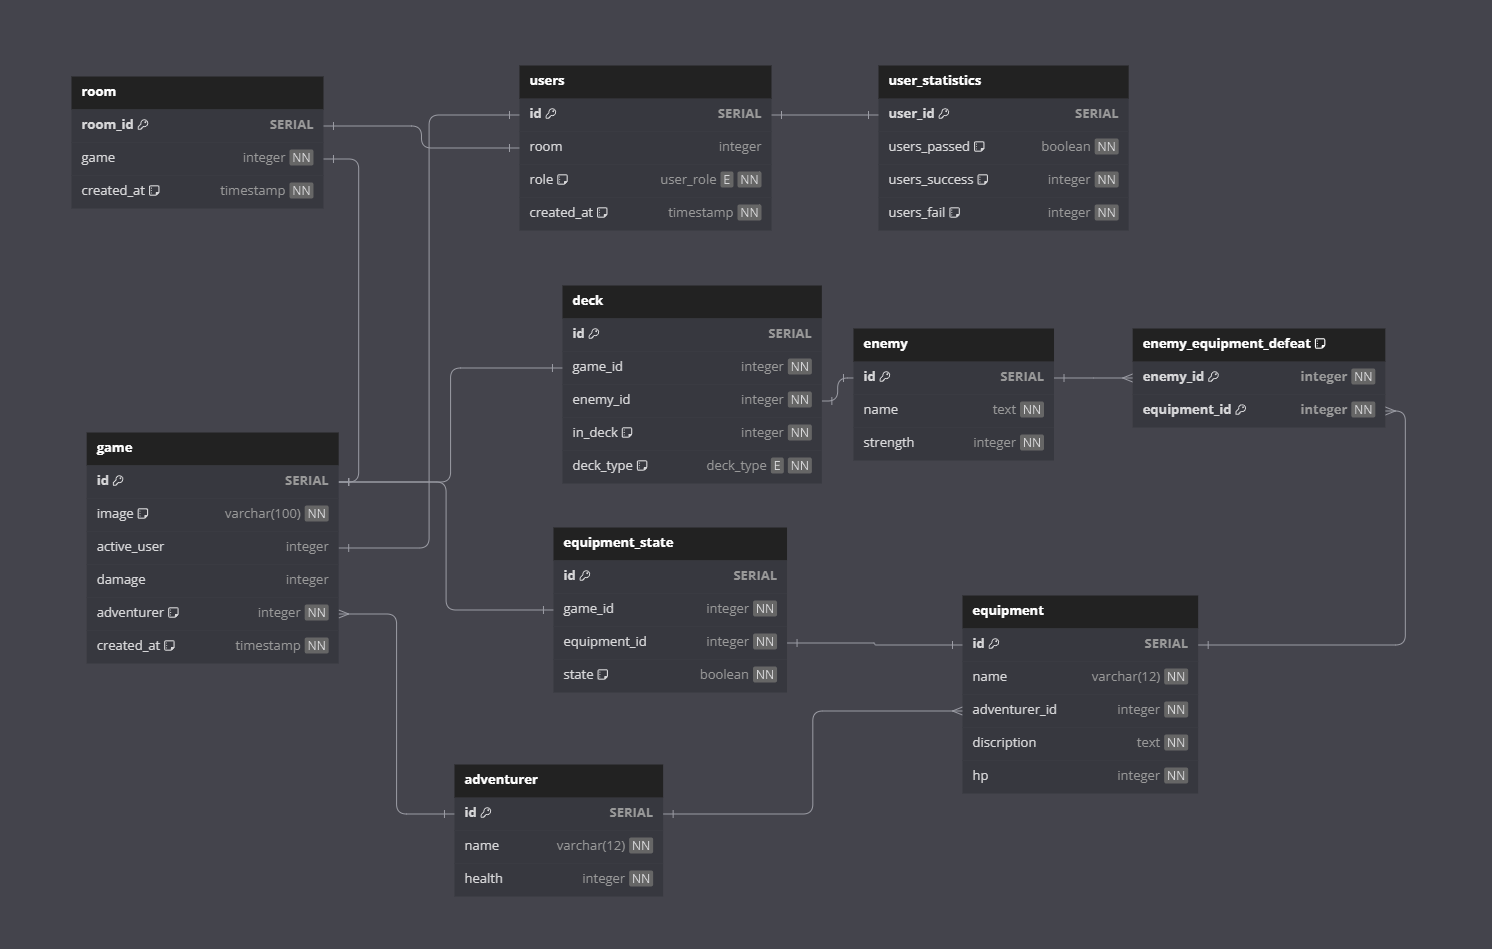 room
room_id SERIAL
game integer NN
created_at timestamp NN
users
id SERIAL
room integer
role user_role E NN
created_at timestamp NN
user_statistics
user_id SERIAL
users_passed boolean NN
users_success integer NN
users_fail integer NN
deck
id SERIAL
game_id integer NN
enemy_id integer NN
in_deck integer NN
deck_type deck_type E NN
enemy
id SERIAL
name text NN
strength integer NN
enemy_equipment_defeat
enemy_id integer NN
equipment_id integer NN
game
id SERIAL
image varchar(100) NN
active_user integer
damage integer
adventurer integer NN
created_at timestamp NN
equipment_state
id SERIAL
game_id integer NN
equipment_id integer NN
state boolean NN
equipment
id SERIAL
name varchar(12) NN
adventurer_id integer NN
discription text NN
hp integer NN
adventurer
id SERIAL
name varchar(12) NN
health integer NN